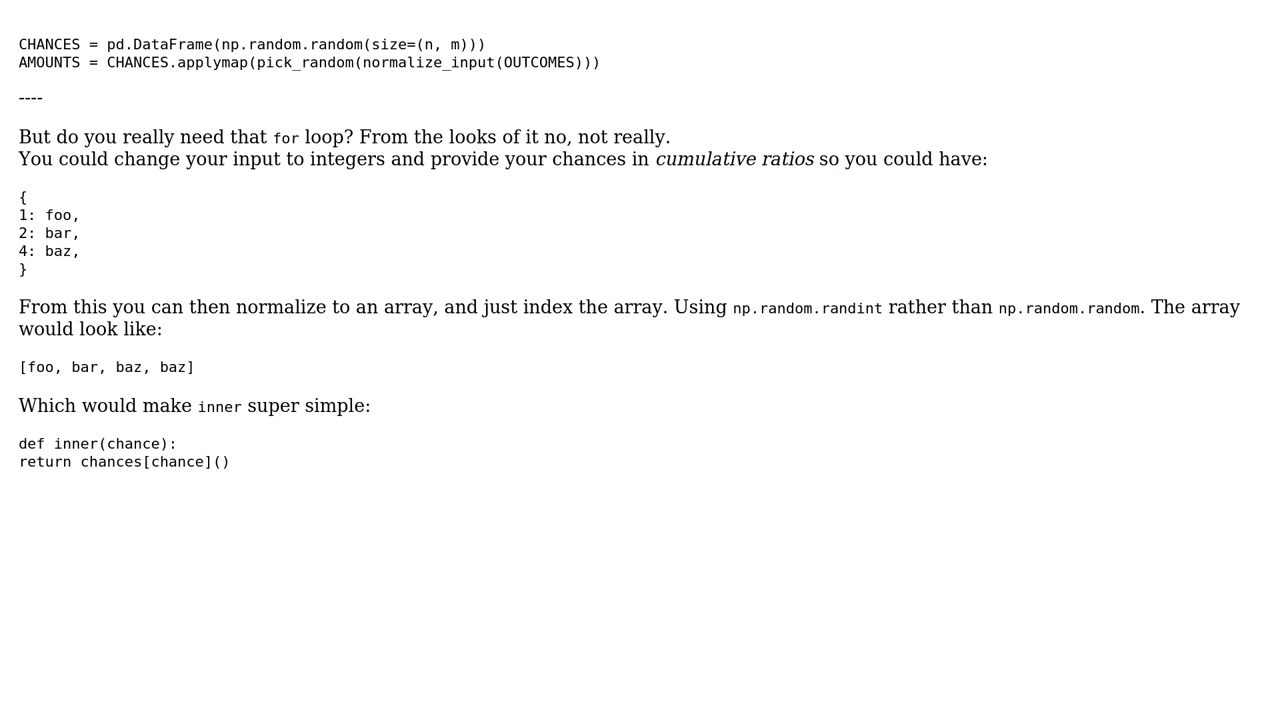 CHANCES = pd.DataFrame(np.random.random(size=(n, m)))
AMOUNTS = CHANCES.applymap(pick_random(normalize_input(OUTCOMES)))
----
But do you really need that for loop? From the looks of it no, not really.
You could change your input to integers and provide your chances in cumulative ratios so you could have:
{
1: foo,
2: bar,
4: baz,
}
From this you can then normalize to an array, and just index the array. Using np.random.randint rather than np.random.random. The array
would look like:
[foo, bar, baz, baz]
Which would make inner super simple:
def inner(chance):
return chances[chance]()